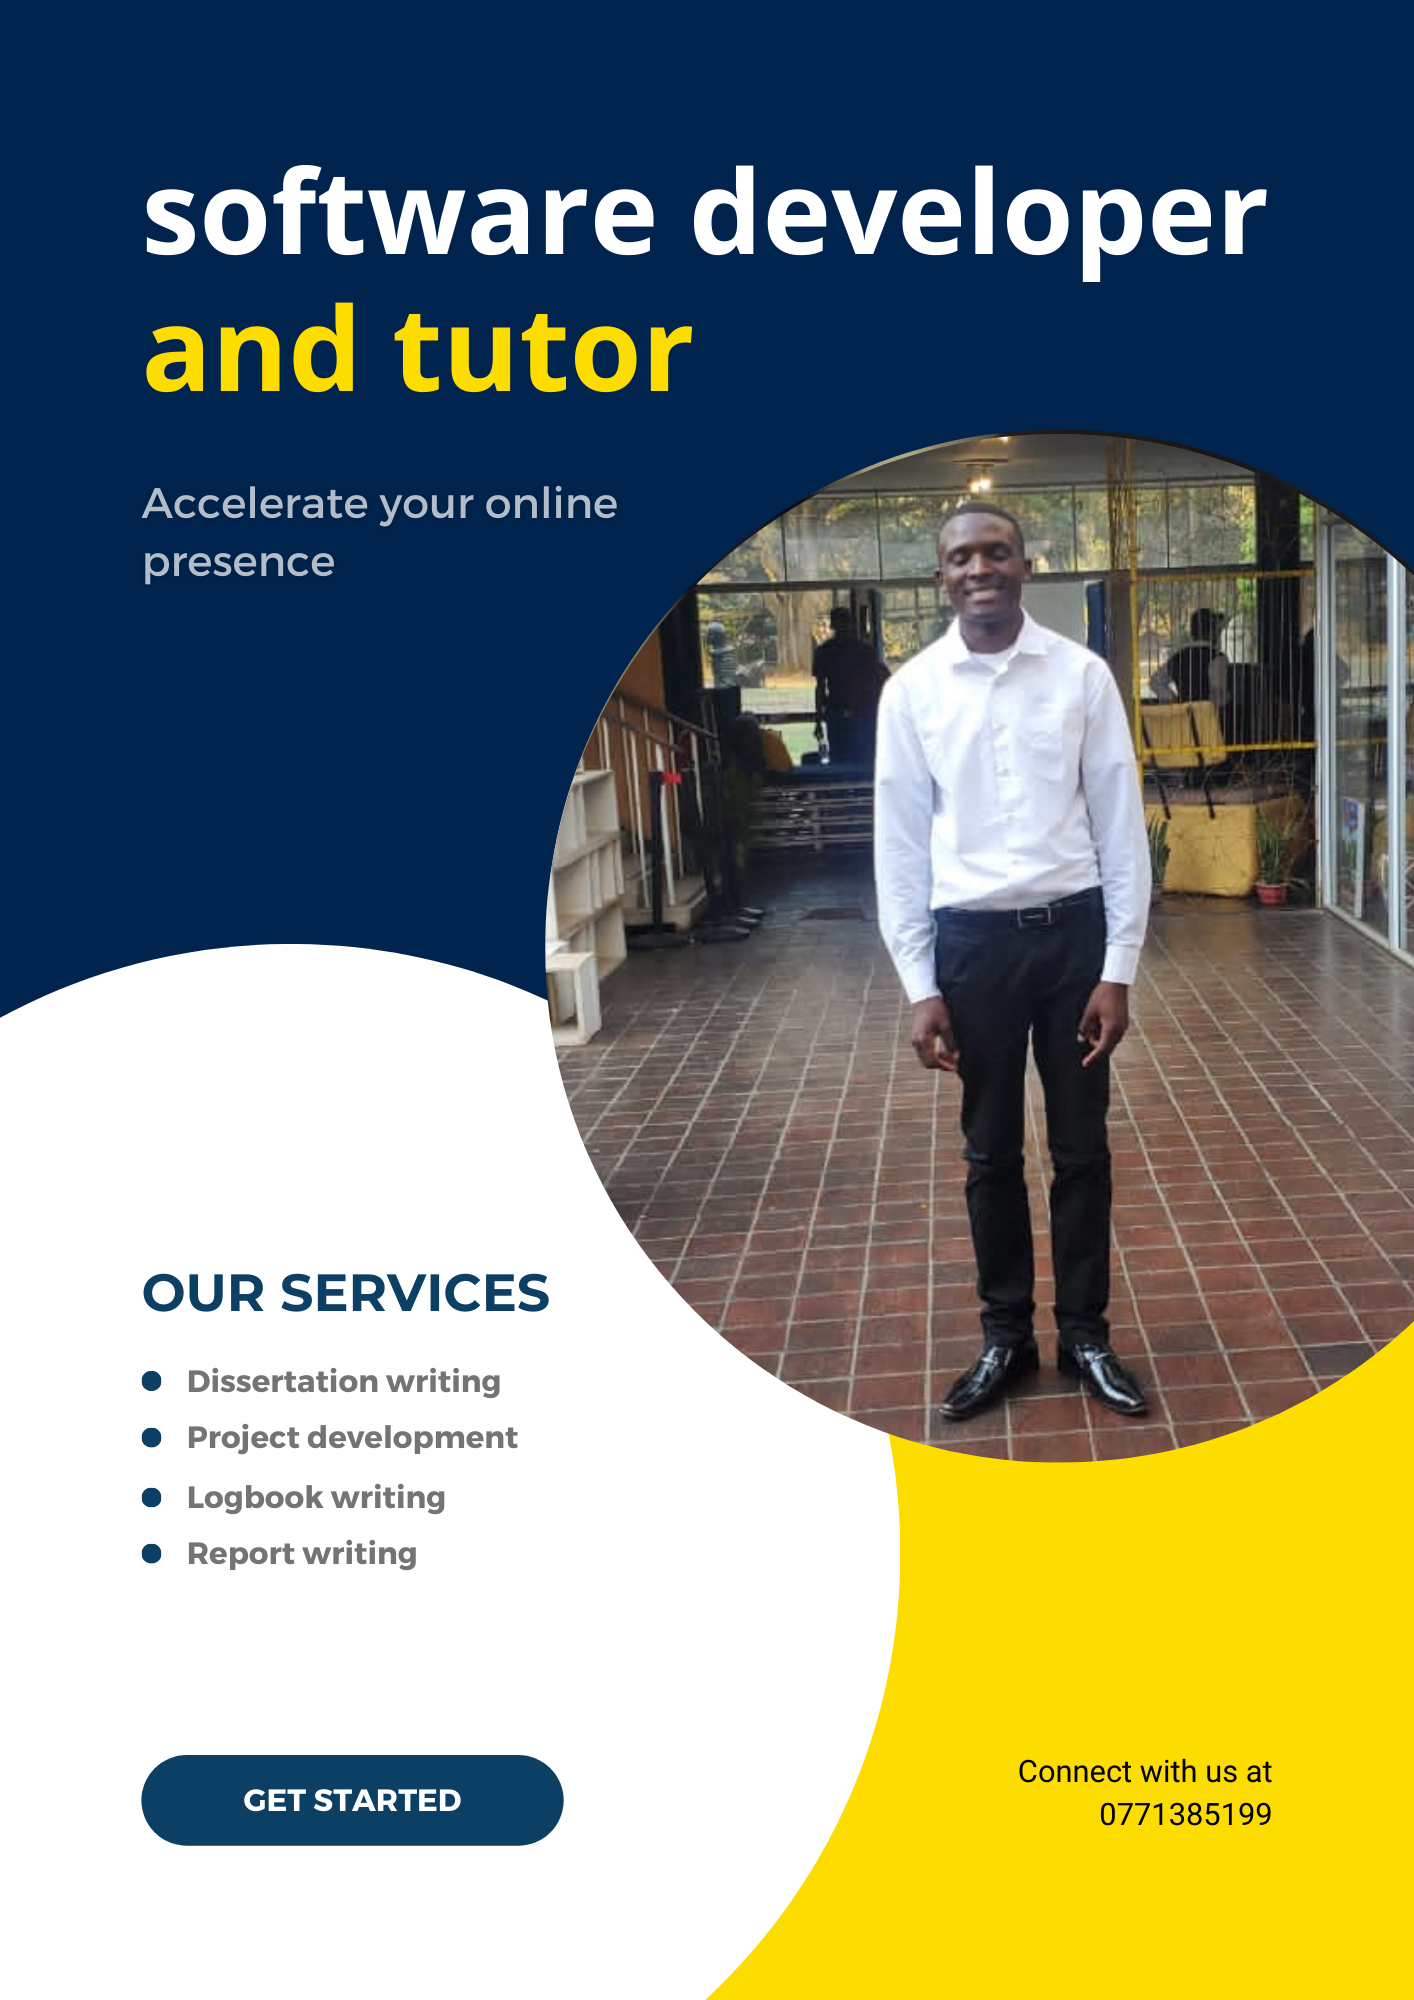 software developer
and tutor
Accelerate your online
presence
OUR SERVICES
Dissertation writing
Project development
Logbook writing
Report writing
GET STARTED
Connect with us at
0771385199